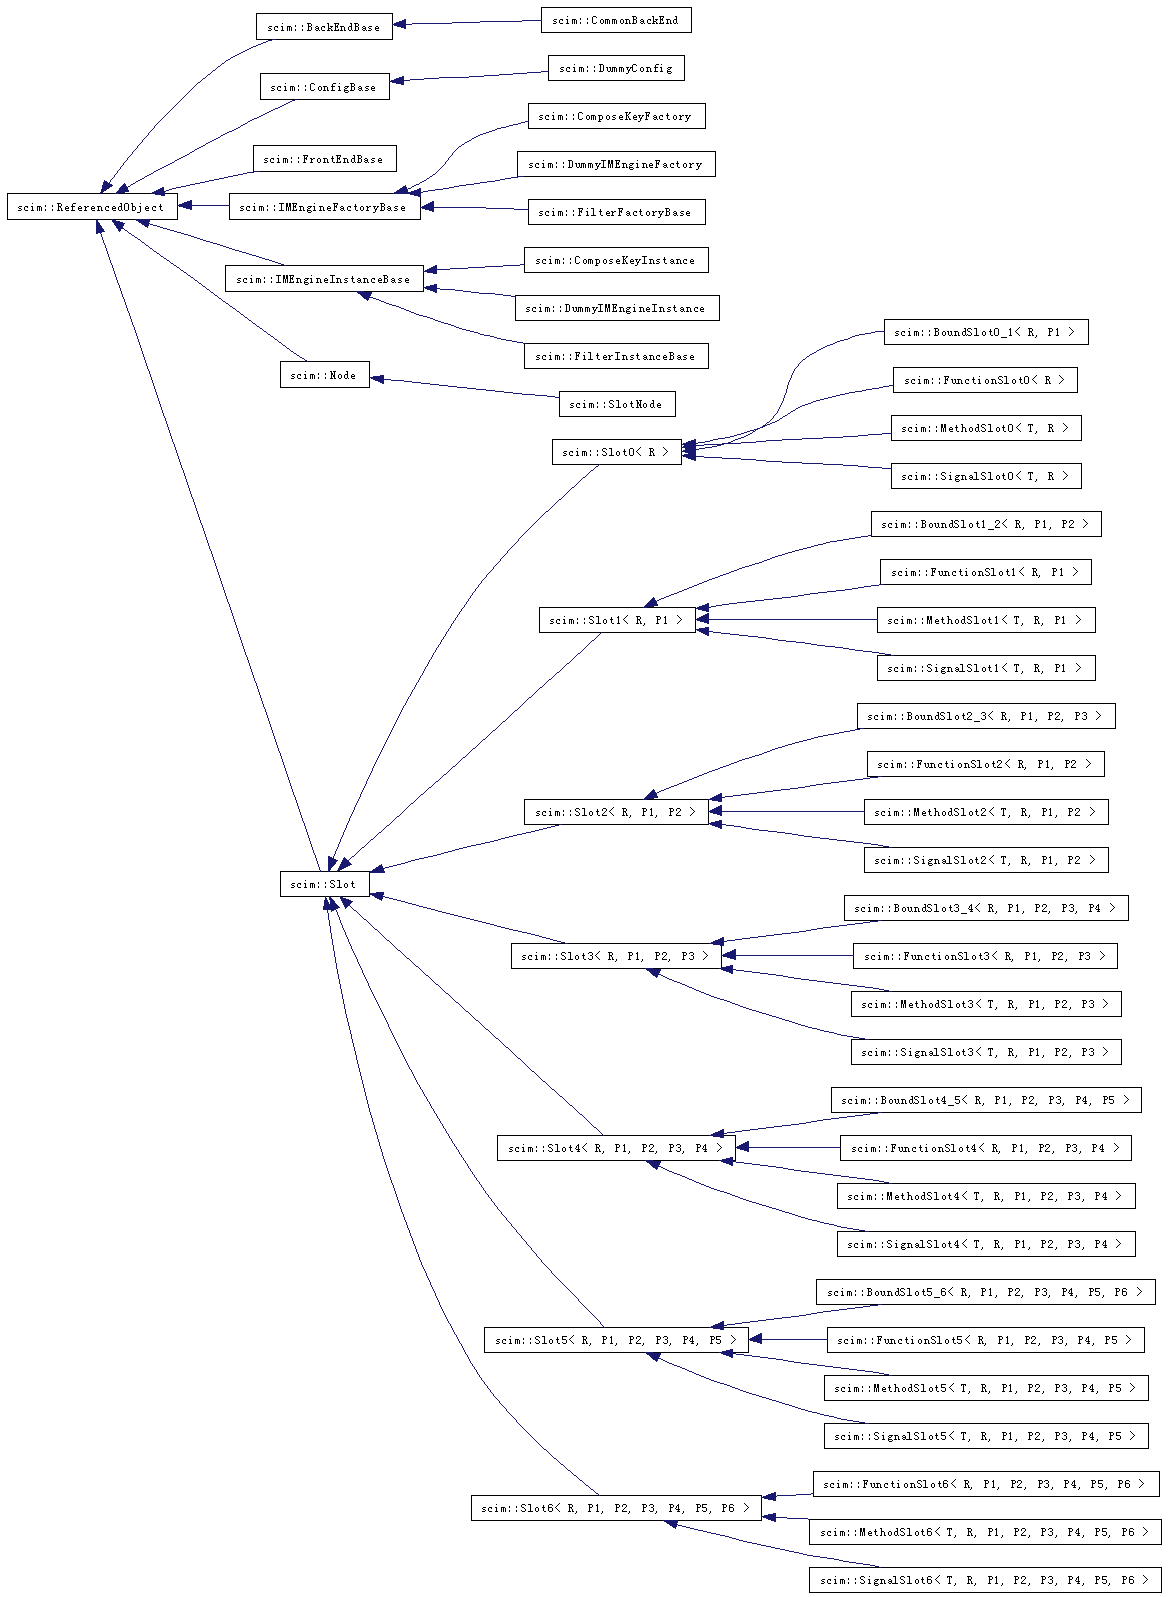 scim::BackEndBase
scim::CommonBackEnd
scim::ConfigBase
scim::DummyConfig
scim::ComposeKeyFactory
scim::FrontEndBase
scim::DummyIMEngineFactory
scim::ReferencedObject
scim::IMEngineFactoryBase
scim::FilterFactoryBase
scim::IMEngineInstanceBase
scim::ComposeKeyInstance
scim::DummyIMEngineInstance
scim::FilterInstanceBase
scim::Node
scim::SlotNode
scim::BoundSlot0_1< R, P1 >
scim::FunctionSlot0< R >
scim::MethodSlot0< T, R >
scim::Slot0< R >
scim::SignalSlot0< T, R >
scim::BoundSlot1_2< R, P1, P2 >
scim::FunctionSlot1< R, P1 >
scim::Slot1< R, P1 >
scim::MethodSlot1< T, R, P1 >
scim::SignalSlot1< T, R, P1 >
scim::BoundSlot2_3< R, P1, P2, P3 >
scim::FunctionSlot2< R, P1, P2 >
scim::Slot2< R, P1, P2 >
scim::MethodSlot2< T, R, P1, P2 >
scim::SignalSlot2< T, R, P1, P2 >
scim::Slot
scim::BoundSlot3_4< R, P1, P2, P3, P4 >
scim::Slot3< R, P1, P2, P3 >
scim::FunctionSlot3< R, P1, P2, P3 >
scim::MethodSlot3< T, R, P1, P2, P3 >
scim::SignalSlot3< T, R, P1, P2, P3 >
scim::BoundSlot4_5< R, P1, P2, P3, P4, P5 >
scim::Slot4< R, P1, P2, P3, P4 >
scim::FunctionSlot4< R, P1, P2, P3, P4 >
scim::MethodSlot4< T, R, P1, P2, P3, P4 >
scim::SignalSlot4< T, R, P1, P2, P3, P4 >
scim::BoundSlot5_6< R, P1, P2, P3, P4, P5, P6 >
scim::Slot5< R, P1, P2, P3, P4, P5 >
scim::FunctionSlot5< R, P1, P2, P3, P4, P5 >
scim::MethodSlot5< T, R, P1, P2, P3, P4, P5 >
scim::SignalSlot5< T, R, P1, P2, P3, P4, P5 >
scim::FunctionSlot6< R, P1, P2, P3, P4, P5, P6 >
scim::Slot6< R, P1, P2, P3, P4, P5, P6 >
scim::MethodSlot6< T, R, P1, P2, P3, P4, P5, P6 >
scim::SignalSlot6< T, R, P1, P2, P3, P4, P5, P6 >